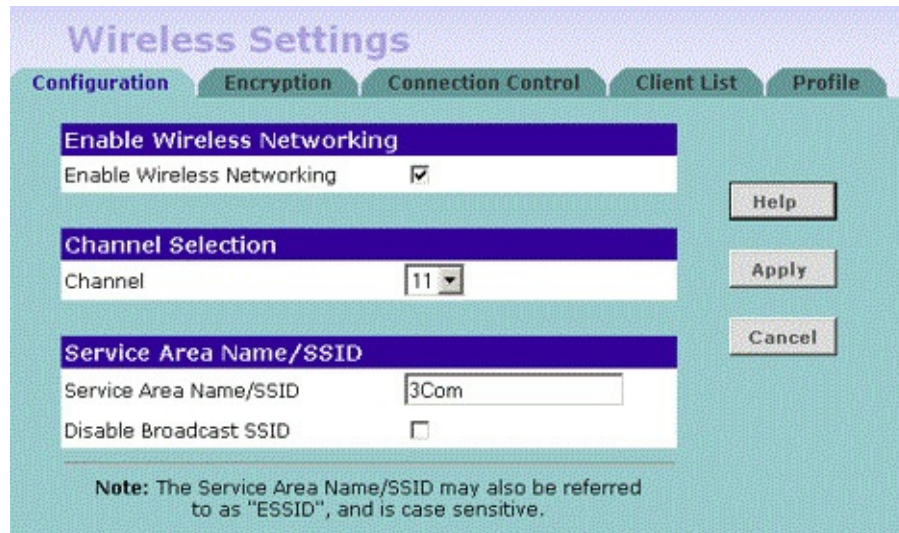 Wireless Settings
Configuration Encryption Connection Control Client List Profile
Enable Wireless Networking
Enable Wireless Networking
Help
Channel Selection
Channel 11
Apply
Cancel
Service Area Name/SSID
Service Area Name/SSID 3Com
Disable Broadcast SSID
Note: The Service Area Name/SSID may also be referred
to as "ESSID", and is case sensitive.